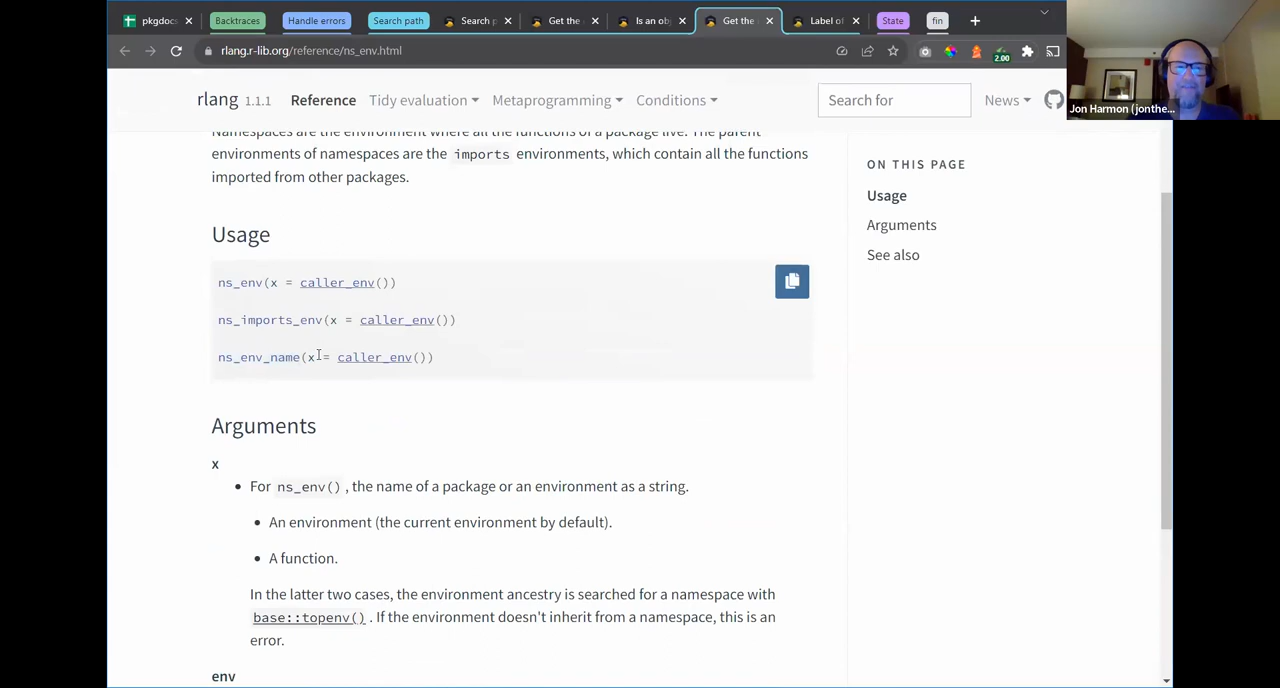 pkgdocs
Backtraces
Handle errors
Search path
Search p
Get the
Is an ob
Get the
Label of
State
fin
rlang.r-lib.org/reference/ns_env.html
2.00
Jon Harmon (jonthe...
rlang 1.1.1 Reference Tidy evaluation Metaprogramming Conditions
Search for
News
Namespaces are the environment where all the functions of a package live. The parent
environments of namespaces are the imports environments, which contain all the functions
imported from other packages.
Usage
ns_env(x = caller_env())
ns_imports_env(x = caller_env())
ns_env_name(x = caller_env())
Arguments
x
For ns_env() , the name of a package or an environment as a string.
An environment (the current environment by default).
A function.
In the latter two cases, the environment ancestry is searched for a namespace with
base::topenv() . If the environment doesn't inherit from a namespace, this is an
error.
env
ON THIS PAGE
Usage
Arguments
See also